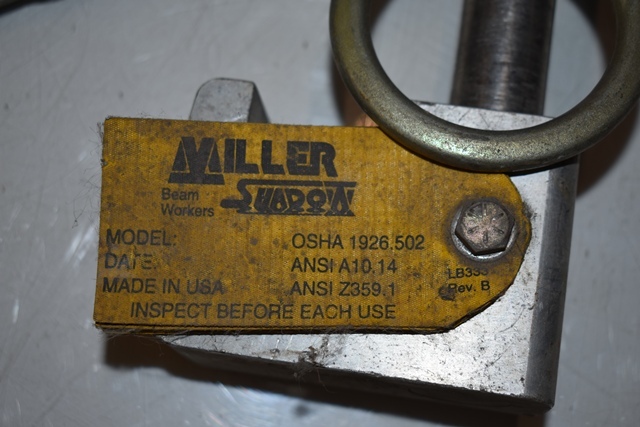 MILLER
Beam Workers
SHADOW
MODEL: OSHA 1926.502
DATE: ANSI A10.14
MADE IN USA ANSI Z359.1
LB333
Rev. B
INSPECT BEFORE EACH USE